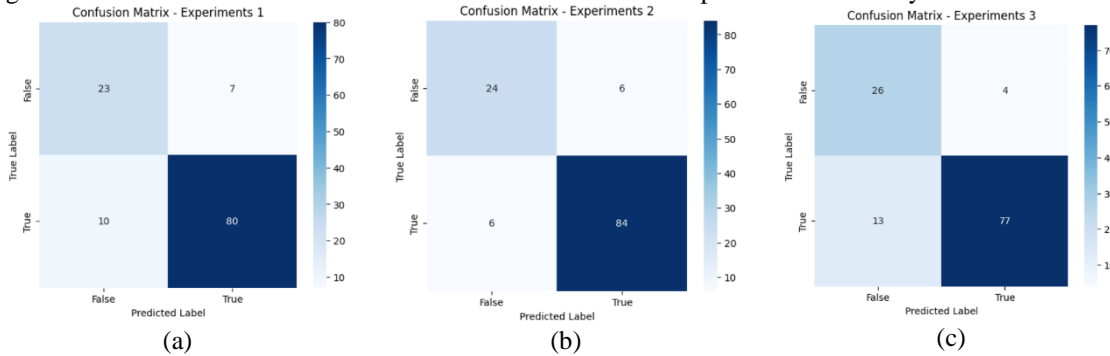 Confusion Matrix - Experiments 1
False
23
7
True
10
80
True Label
False
True
Predicted Label
80
70
60
50
40
30
20
10
(a)
Confusion Matrix - Experiments 2
False
24
6
True
6
84
True Label
False
True
Predicted Label
80
70
60
50
40
30
20
10
(b)
Confusion Matrix - Experiments 3
False
26
4
True
13
77
True Label
False
True
Predicted Label
(c)